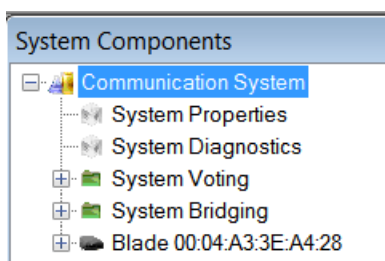 System Components
Communication System
System Properties
System Diagnostics
System Voting
System Bridging
Blade 00:04:A3:3E:A4:28